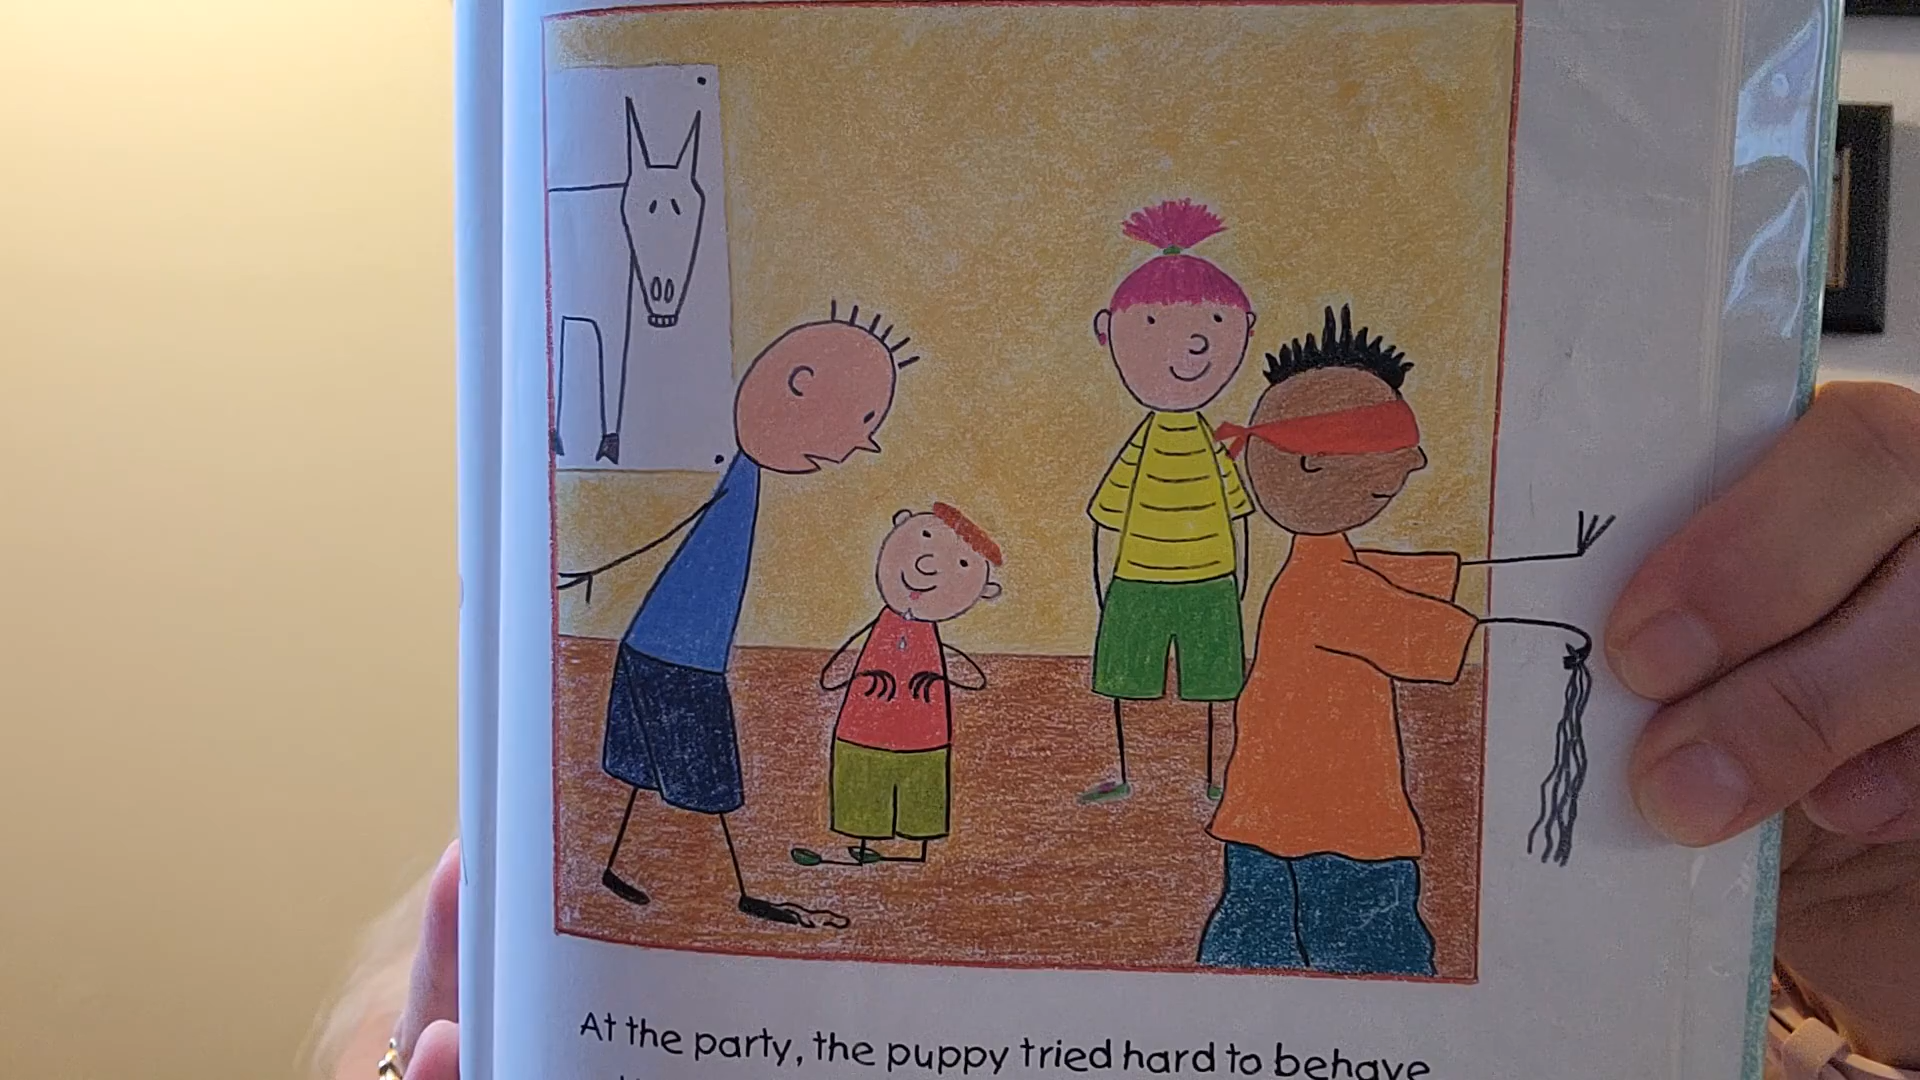 At the party, the puppy tried hard to behave